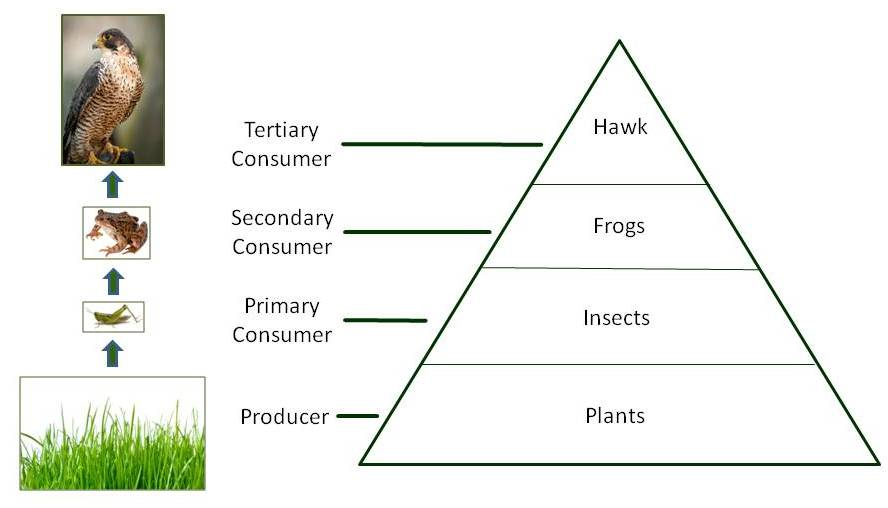 Tertiary
Consumer
Hawk
Secondary
Consumer
Frogs
Primary
Consumer
Insects
Producer
Plants